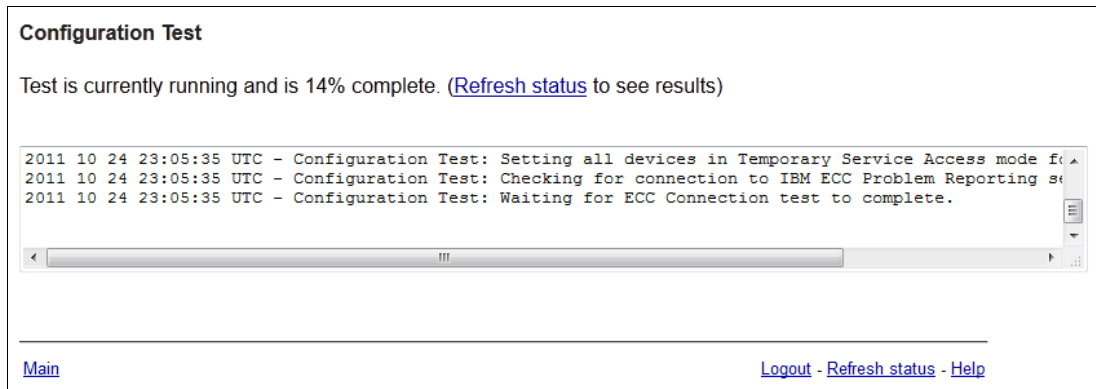 Configuration Test
Test is currently running and is 14% complete. (Refresh status to see results)
2011 10 24 23:05:35 UTC - Configuration Test: Setting all devices in Temporary Service Access mode
2011 10 24 23:05:35 UTC - Configuration Test: Checking for connection to IBM ECC Problem Reporting
2011 10 24 23:05:35 UTC - Configuration Test: Waiting for ECC Connection test to complete.
Main
Logout - Refresh status - Help